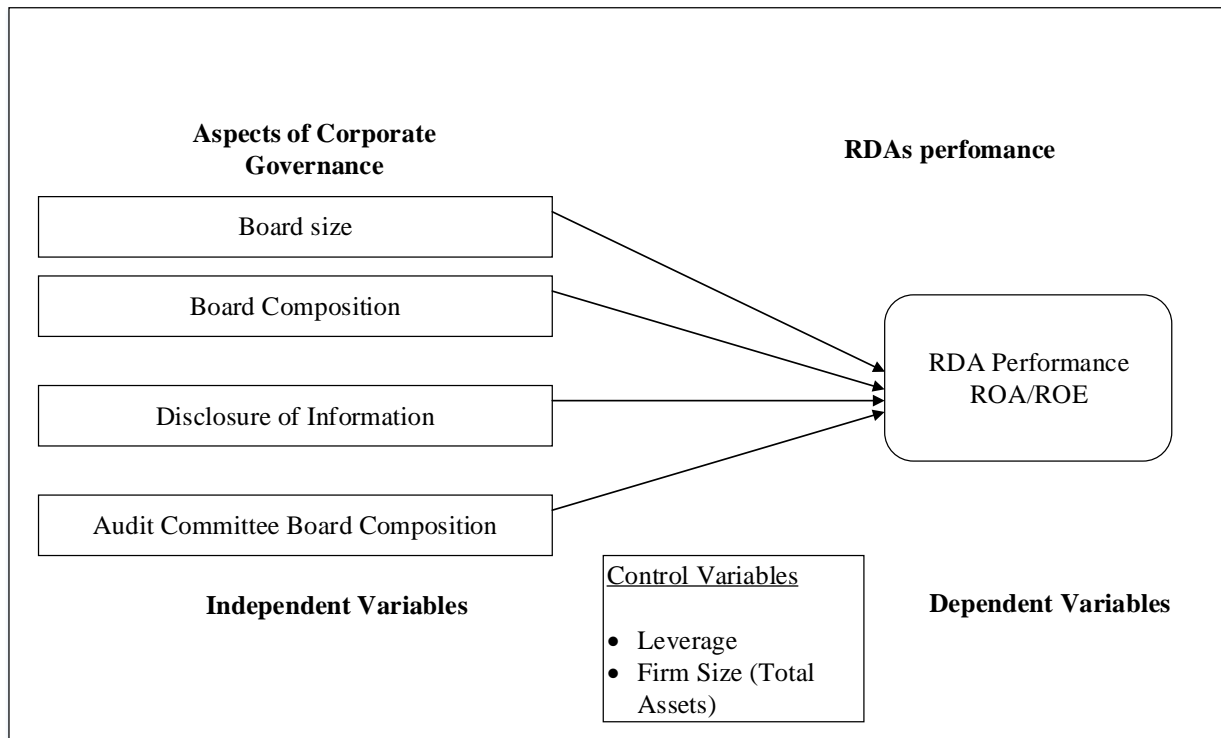 Aspects of Corporate
Governance
RDAs perfomance
Board size
Board Composition
Disclosure of Information
Audit Committee Board Composition
RDA Performance
ROA/ROE
Independent Variables
Control Variables
• Leverage
• Firm Size (Total
Assets)
Dependent Variables